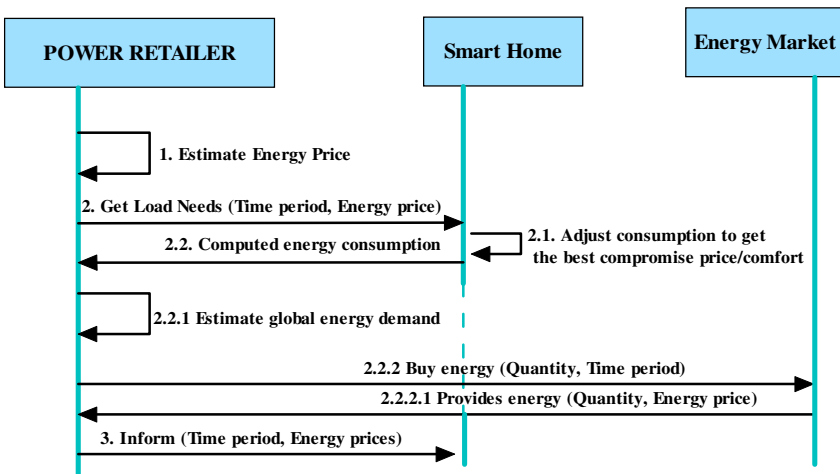 POWER RETAILER
Smart Home
Energy Market
1. Estimate Energy Price
2. Get Load Needs (Time period, Energy price)
2.1. Adjust consumption to get
the best compromise price/comfort
2.2. Computed energy consumption
2.2.1 Estimate global energy demand
2.2.2 Buy energy (Quantity, Time period)
2.2.2.1 Provides energy (Quantity, Energy price)
3. Inform (Time period, Energy prices)